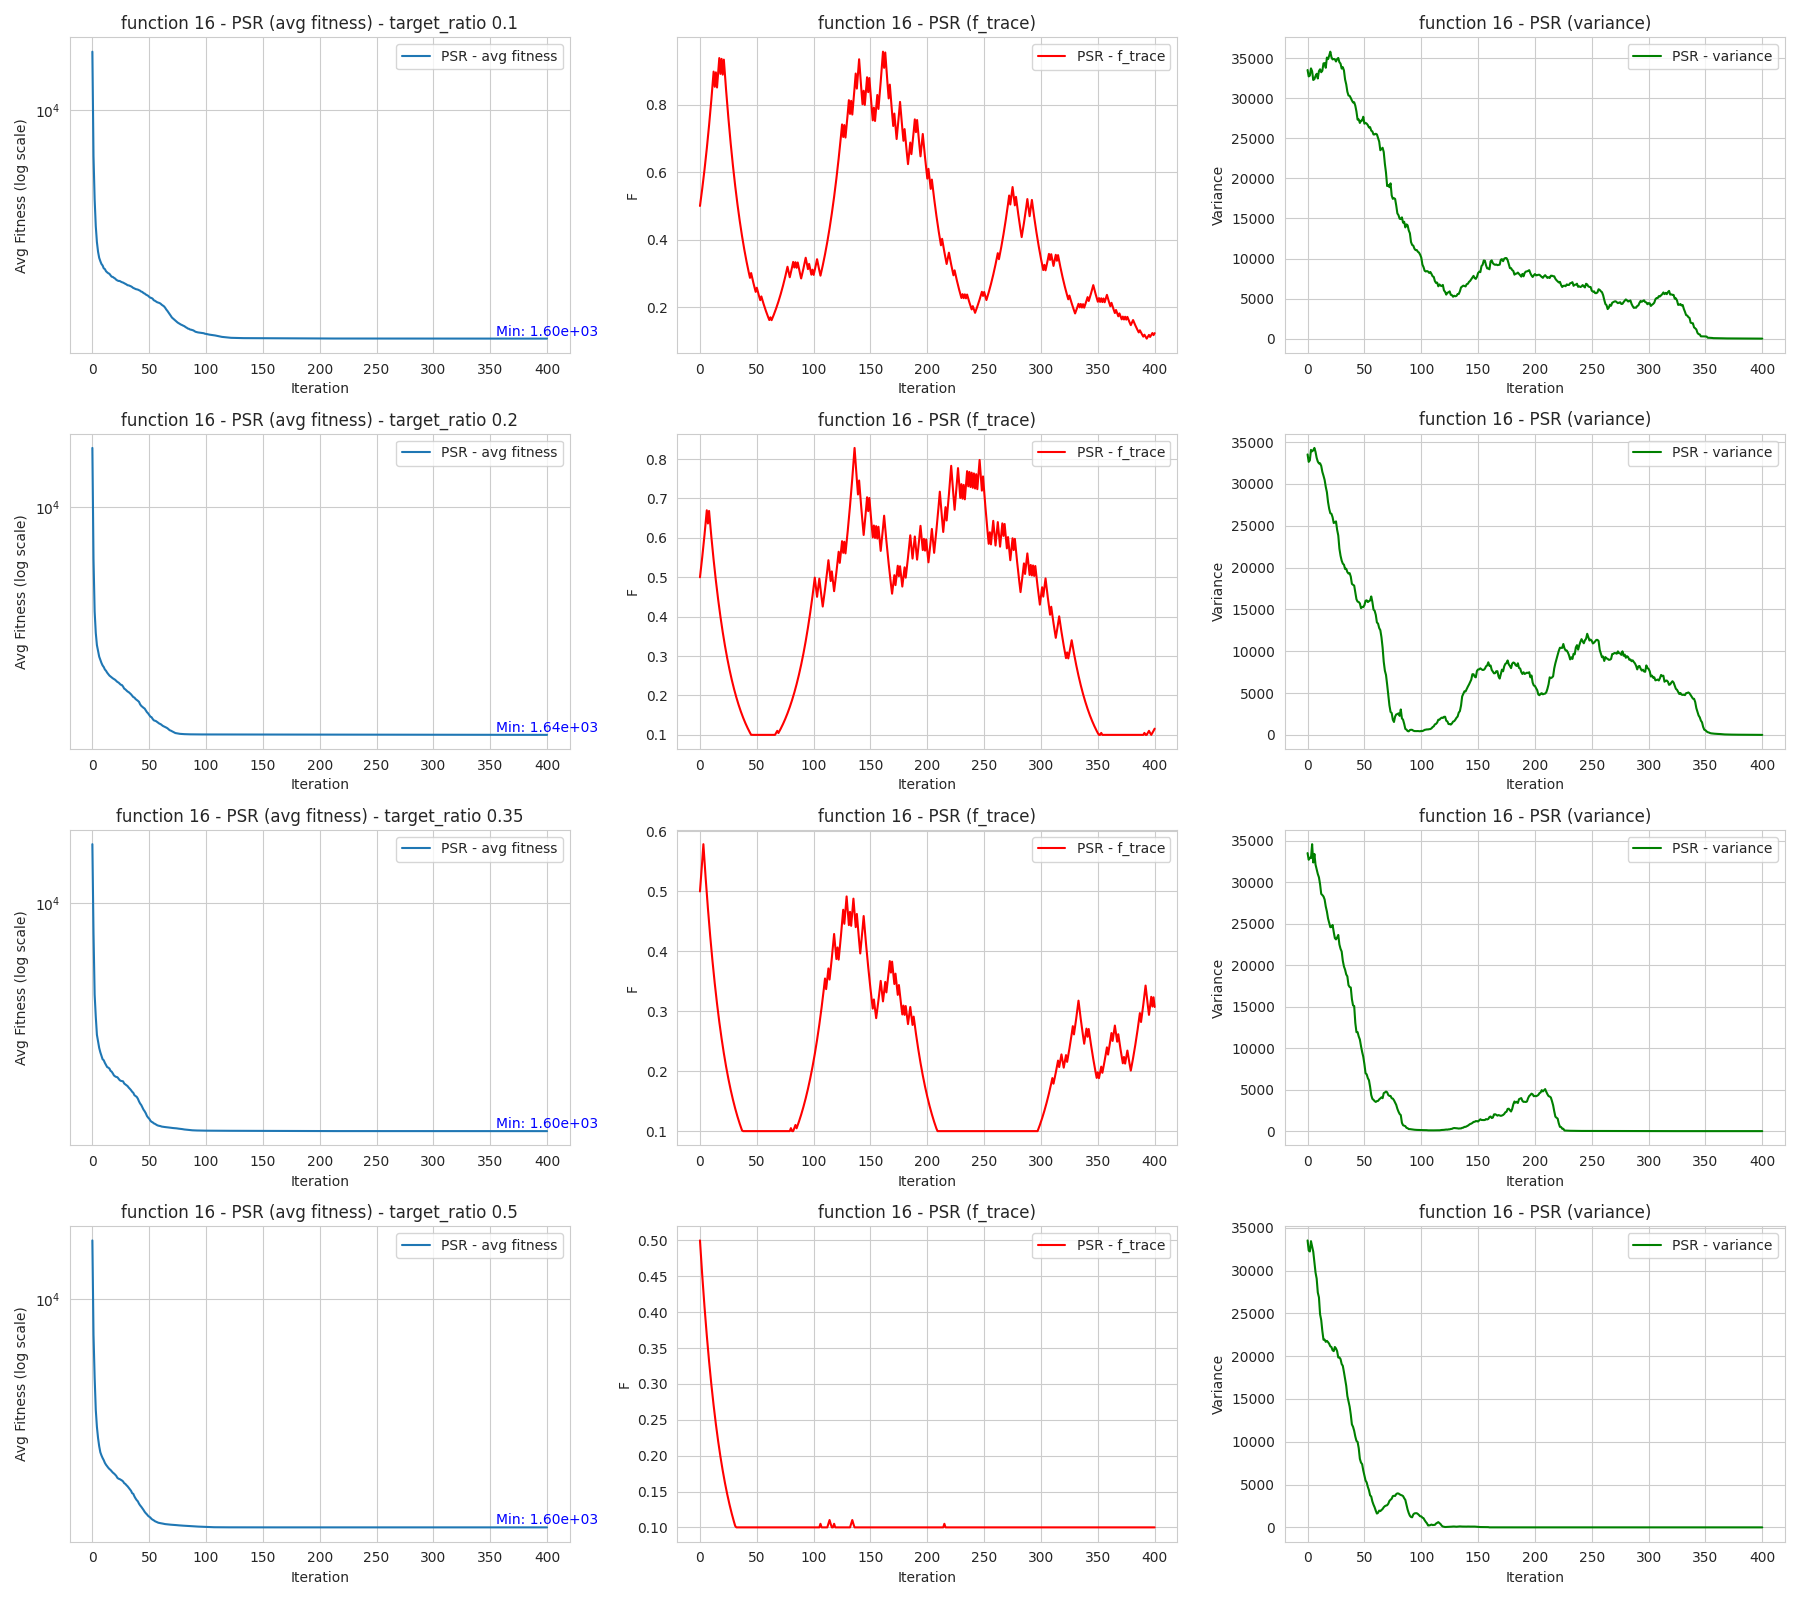 function 16 - PSR (avg fitness) - target_ratio 0.1
PSR - avg fitness
Avg Fitness (log scale)
10^4
Min: 1.60e+03
0 50 100 150 200 250 300 350 400
Iteration
function 16 - PSR (f_trace)
PSR - f_trace
F
0.8
0.6
0.4
0.2
0 50 100 150 200 250 300 350 400
Iteration
function 16 - PSR (variance)
PSR - variance
Variance
35000
30000
25000
20000
15000
10000
5000
0
0 50 100 150 200 250 300 350 400
Iteration
function 16 - PSR (avg fitness) - target_ratio 0.2
PSR - avg fitness
Avg Fitness (log scale)
10^4
Min: 1.64e+03
0 50 100 150 200 250 300 350 400
Iteration
function 16 - PSR (f_trace)
PSR - f_trace
F
0.8
0.7
0.6
0.5
0.4
0.3
0.2
0.1
0 50 100 150 200 250 300 350 400
Iteration
function 16 - PSR (variance)
PSR - variance
Variance
35000
30000
25000
20000
15000
10000
5000
0
0 50 100 150 200 250 300 350 400
Iteration
function 16 - PSR (avg fitness) - target_ratio 0.35
PSR - avg fitness
Avg Fitness (log scale)
10^4
Min: 1.60e+03
0 50 100 150 200 250 300 350 400
Iteration
function 16 - PSR (f_trace)
PSR - f_trace
F
0.6
0.5
0.4
0.3
0.2
0.1
0 50 100 150 200 250 300 350 400
Iteration
function 16 - PSR (variance)
PSR - variance
Variance
35000
30000
25000
20000
15000
10000
5000
0
0 50 100 150 200 250 300 350 400
Iteration
function 16 - PSR (avg fitness) - target_ratio 0.5
PSR - avg fitness
Avg Fitness (log scale)
10^4
Min: 1.60e+03
0 50 100 150 200 250 300 350 400
Iteration
function 16 - PSR (f_trace)
PSR - f_trace
F
0.50
0.45
0.40
0.35
0.30
0.25
0.20
0.15
0.10
0 50 100 150 200 250 300 350 400
Iteration
function 16 - PSR (variance)
PSR - variance
Variance
35000
30000
25000
20000
15000
10000
5000
0
0 50 100 150 200 250 300 350 400
Iteration